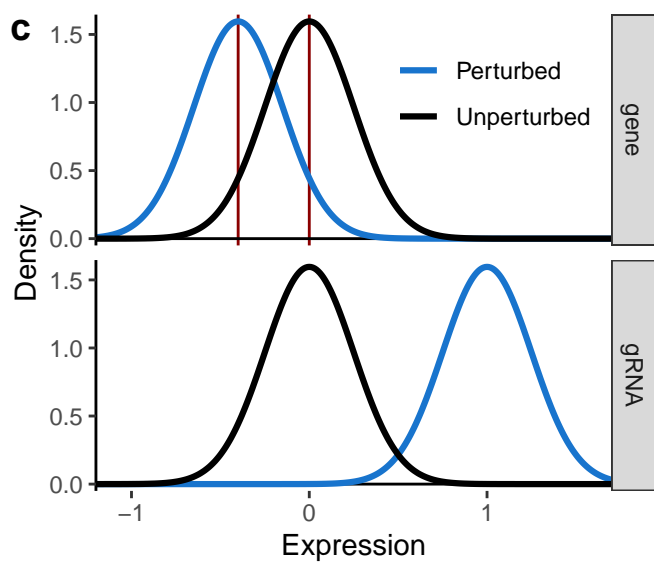 c
Density
1.5
1.0
0.5
0.0
Perturbed
Unperturbed
gene
1.5
1.0
0.5
0.0
gRNA
−1
0
1
Expression